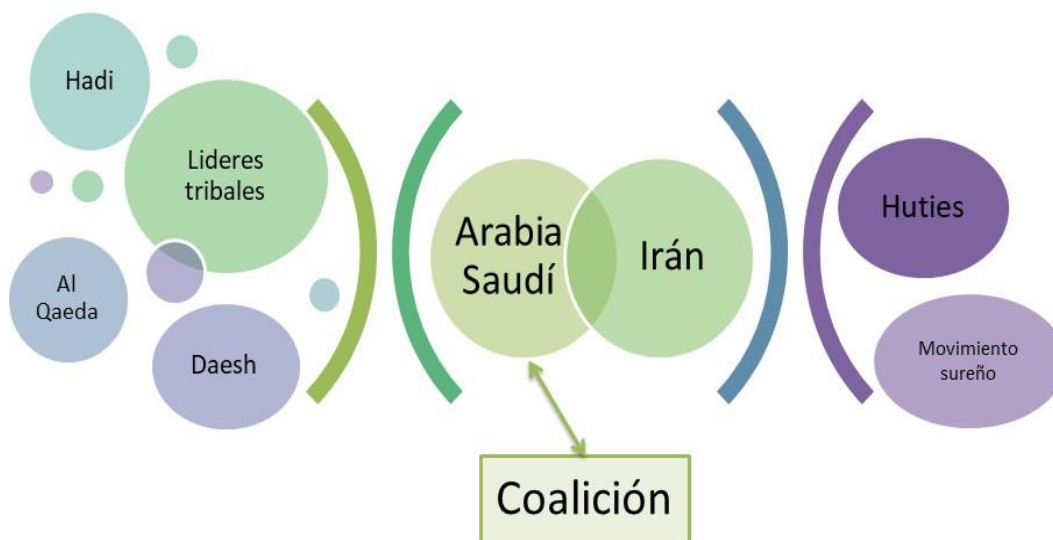 Hadi
Lideres
tribales
Al
Qaeda
Daesh
Arabia
Saudí
Irán
Coalición
Huties
Movimiento
sureño